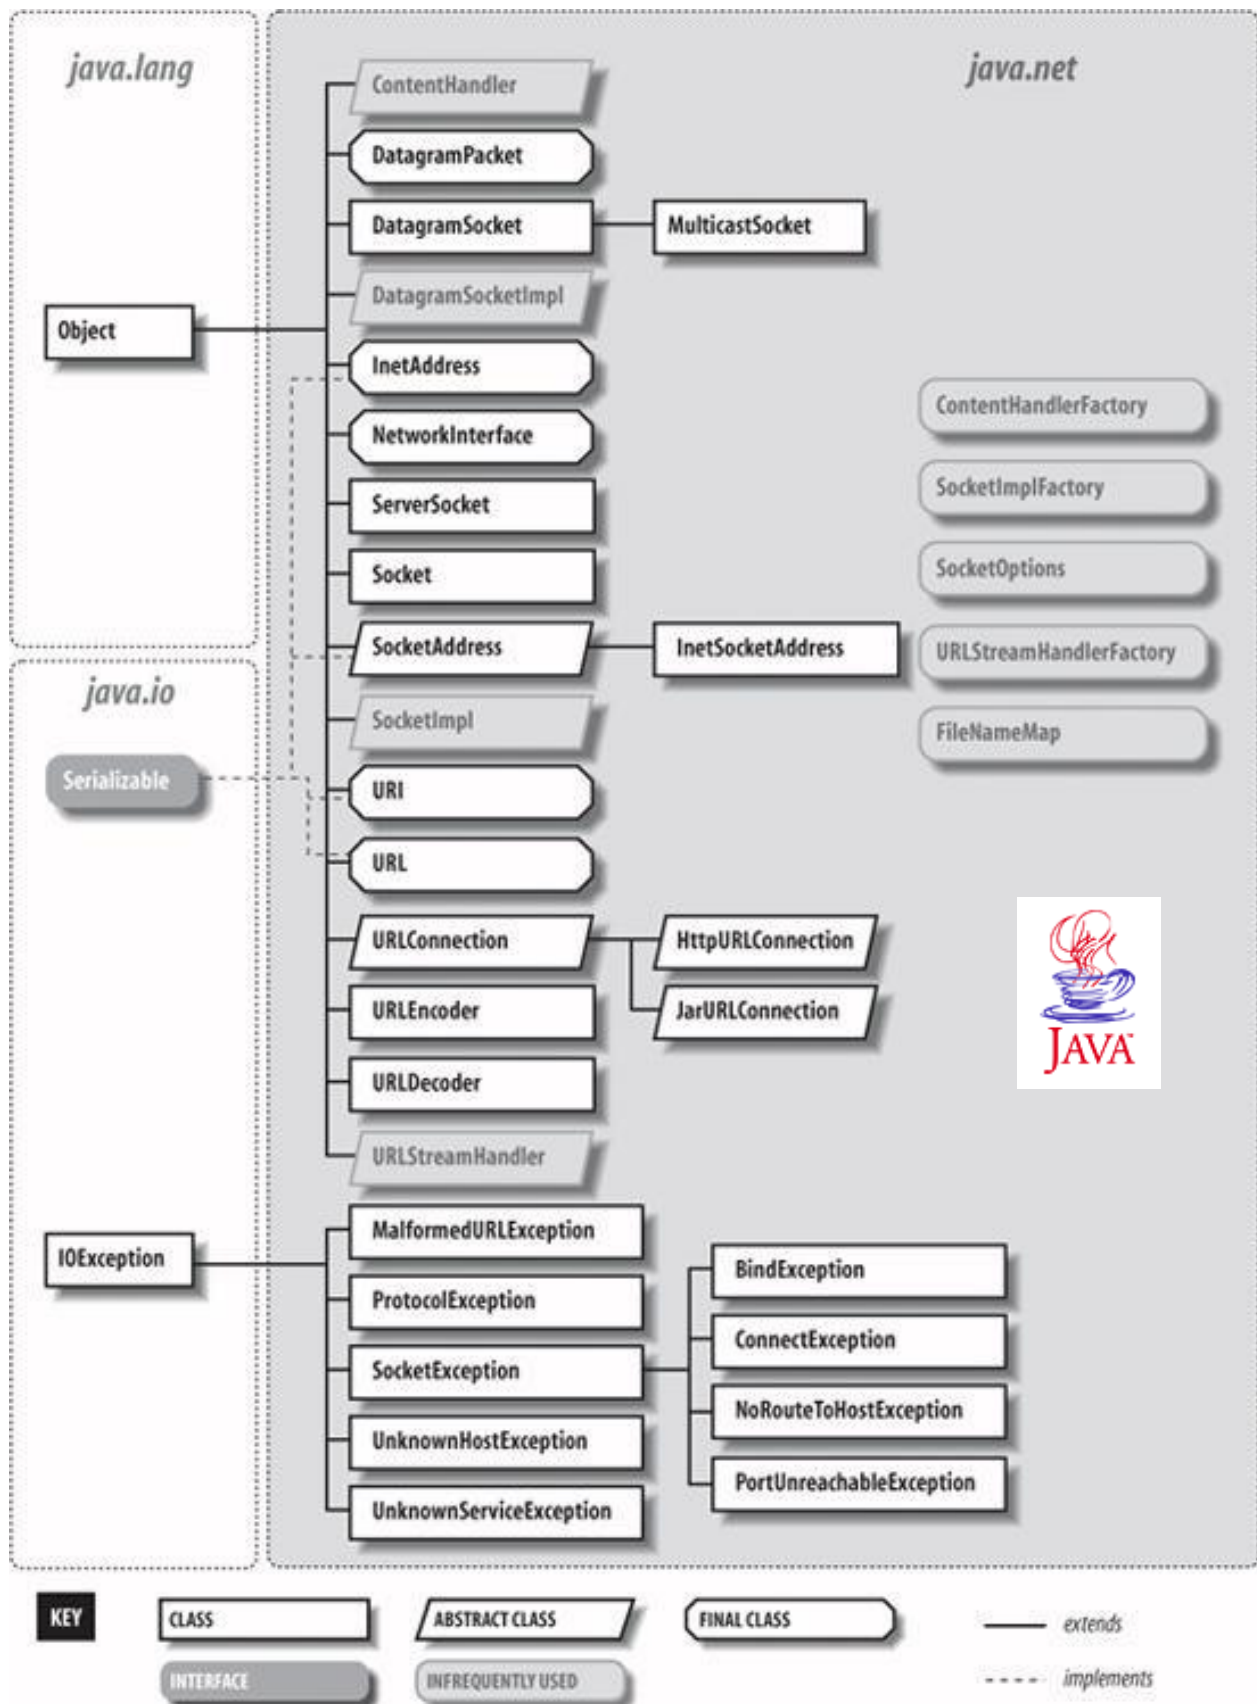 java.lang
java.net
ContentHandler
DatagramPacket
DatagramSocket
MulticastSocket
DatagramSocketImpl
Object
InetAddress
ContentHandlerFactory
NetworkInterface
SocketImplFactory
ServerSocket
SocketOptions
Socket
SocketAddress
InetSocketAddress
URLStreamHandlerFactory
java.io
SocketImpl
FileNameMap
Serializable
URI
URL
URLConnection
HttpURLConnection
URLEncoder
JarURLConnection
JAVA™
URLDecoder
URLStreamHandler
MalformedURLException
IOException
BindException
ProtocolException
ConnectException
SocketException
NoRouteToHostException
UnknownHostException
PortUnreachableException
UnknownServiceException
KEY
CLASS
ABSTRACT CLASS
FINAL CLASS
extends
INTERFACE
INFREQUENTLY USED
implements